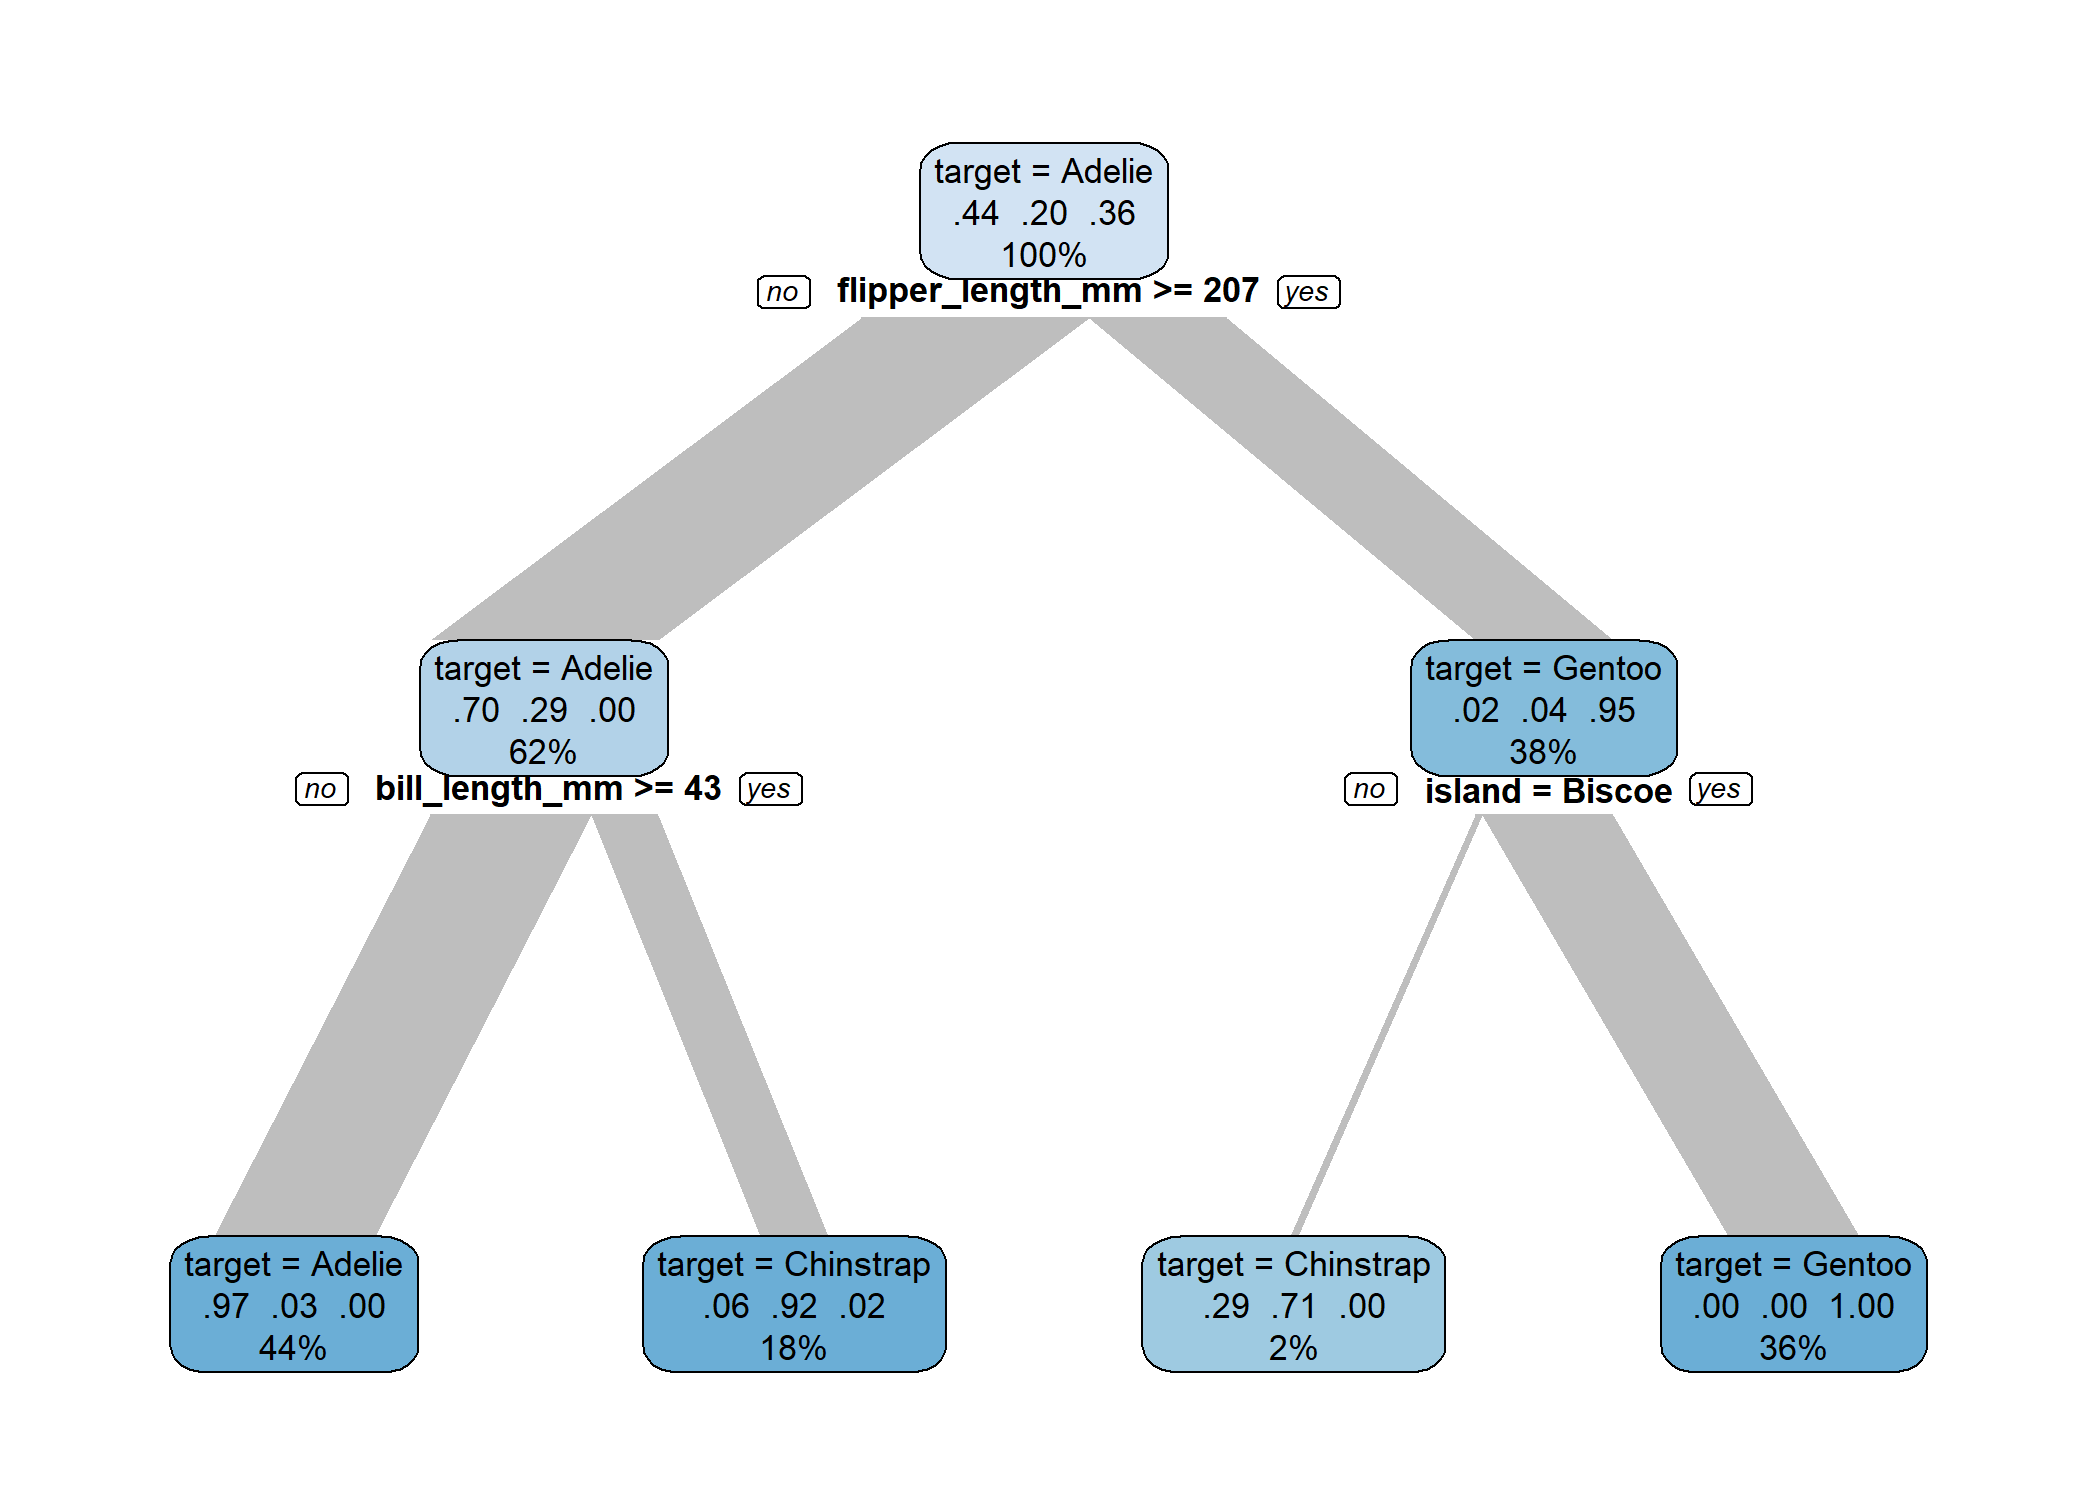 target = Adelie
.44 .20 .36
100%
no flipper_length_mm >= 207 yes
target = Adelie
.70 .29 .00
62%
no bill_length_mm >= 43 yes
target = Gentoo
.02 .04 .95
38%
no island = Biscoe yes
target = Adelie
.97 .03 .00
44%
target = Chinstrap
.06 .92 .02
18%
target = Chinstrap
.29 .71 .00
2%
target = Gentoo
.00 .00 1.00
36%